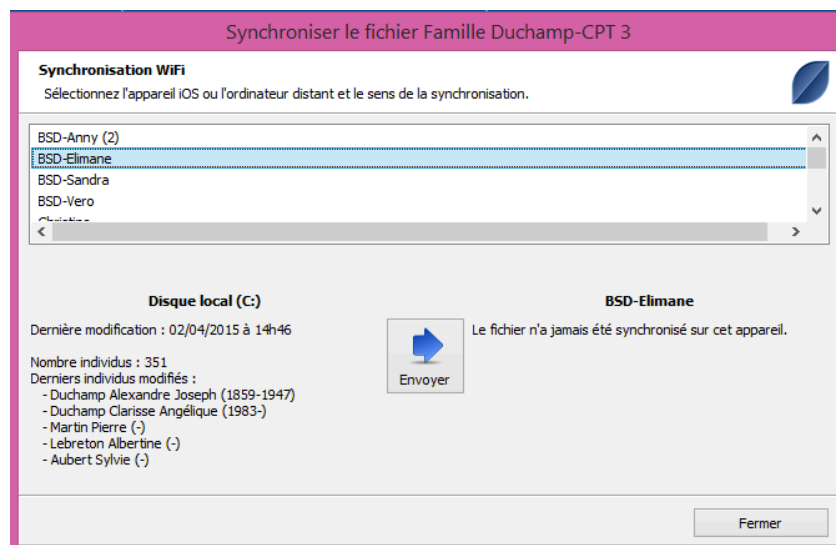 Synchroniser le fichier Famille Duchamp-CPT 3
Synchronisation WiFi
Sélectionnez l'appareil iOS ou l'ordinateur distant et le sens de la synchronisation.
BSD-Anny (2)
BSD-Elimane
BSD-Sandra
BSD-Vero
Disque local (C:)
Dernière modification : 02/04/2015 à 14h46
Nombre individus : 351
Derniers individus modifiés :
- Duchamp Alexandre Joseph (1859-1947)
- Duchamp Clarisse Angélique (1983-)
- Martin Pierre (-)
- Lebreton Albertine (-)
- Aubert Sylvie (-)
Envoyer
BSD-Elimane
Le fichier n'a jamais été synchronisé sur cet appareil.
Fermer